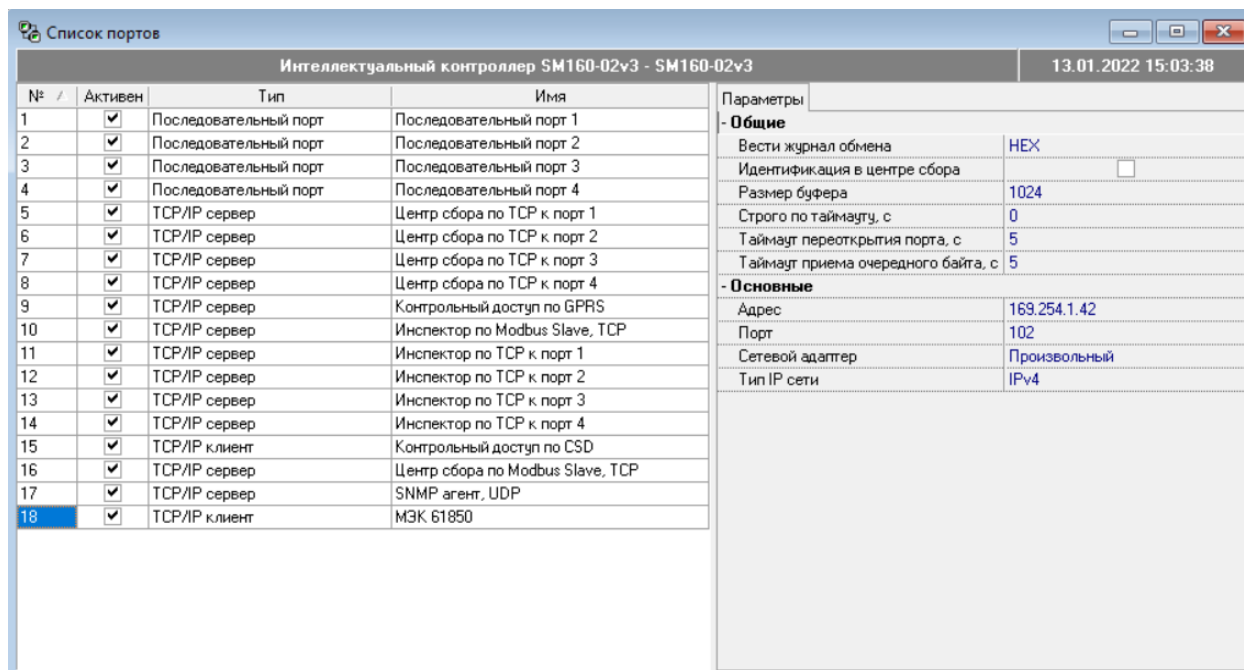 Список портов
Интеллектуальный контроллер SM160-02v3 - SM160-02v3 13.01.2022 15:03:38
№ Активен Тип Имя
1 Последовательный порт Последовательный порт 1
2 Последовательный порт Последовательный порт 2
3 Последовательный порт Последовательный порт 3
4 Последовательный порт Последовательный порт 4
5 TCP/IP сервер Центр сбора по TCP к порт 1
6 TCP/IP сервер Центр сбора по TCP к порт 2
7 TCP/IP сервер Центр сбора по TCP к порт 3
8 TCP/IP сервер Центр сбора по TCP к порт 4
9 TCP/IP сервер Контрольный доступ по GPRS
10 TCP/IP сервер Инспектор по Modbus Slave, TCP
11 TCP/IP сервер Инспектор по TCP к порт 1
12 TCP/IP сервер Инспектор по TCP к порт 2
13 TCP/IP сервер Инспектор по TCP к порт 3
14 TCP/IP сервер Инспектор по TCP к порт 4
15 TCP/IP клиент Контрольный доступ по CSD
16 TCP/IP сервер Центр сбора по Modbus Slave, TCP
17 TCP/IP сервер SNMP агент, UDP
18 TCP/IP клиент МЭК 61850
Параметры
- Общие
Вести журнал обмена HEX
Идентификация в центре сбора
Размер буфера 1024
Строго по таймауту, с 0
Таймаут переоткрытия порта, с 5
Таймаут приема очередного байта, с 5
- Основные
Адрес 169.254.1.42
Порт 102
Сетевой адаптер Произвольный
Тип IP сети IPv4